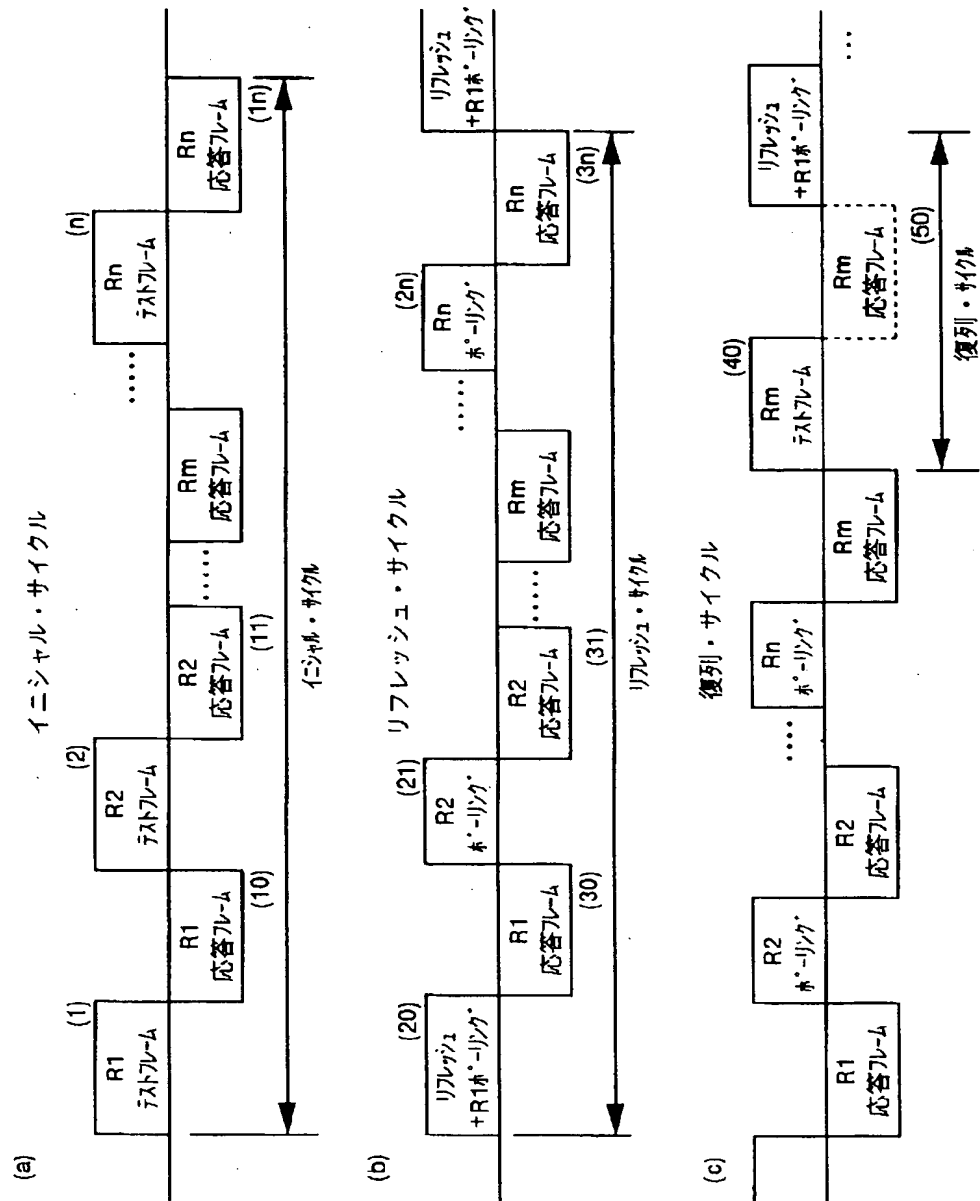 (a)
イニシャル・サイクル
(1)
R1
テストフレーム
R1
応答フレーム
(10)
(2)
R2
テストフレーム
R2
応答フレーム
(11)
......
Rm
応答フレーム
.....
(n)
Rn
テストフレーム
Rn
応答フレーム
(1n)
イニシャル・サイクル
(b)
リフレッシュ・サイクル
(20)
リフレッシュ
+R1ポーリング
R1
応答フレーム
(30)
(21)
R2
ポーリング
R2
応答フレーム
(31)
......
Rm
応答フレーム
.....
(2n)
Rn
ポーリング
Rn
応答フレーム
(3n)
リフレッシュ
+R1ポーリング
リフレッシュ・サイクル
(c)
復列・サイクル
R1
応答フレーム
R2
ポーリング
R2
応答フレーム
....
Rn
ポーリング
Rm
応答フレーム
(40)
Rm
テストフレーム
Rm
応答フレーム
(50)
リフレッシュ
+R1ポーリング
...
復列・サイクル